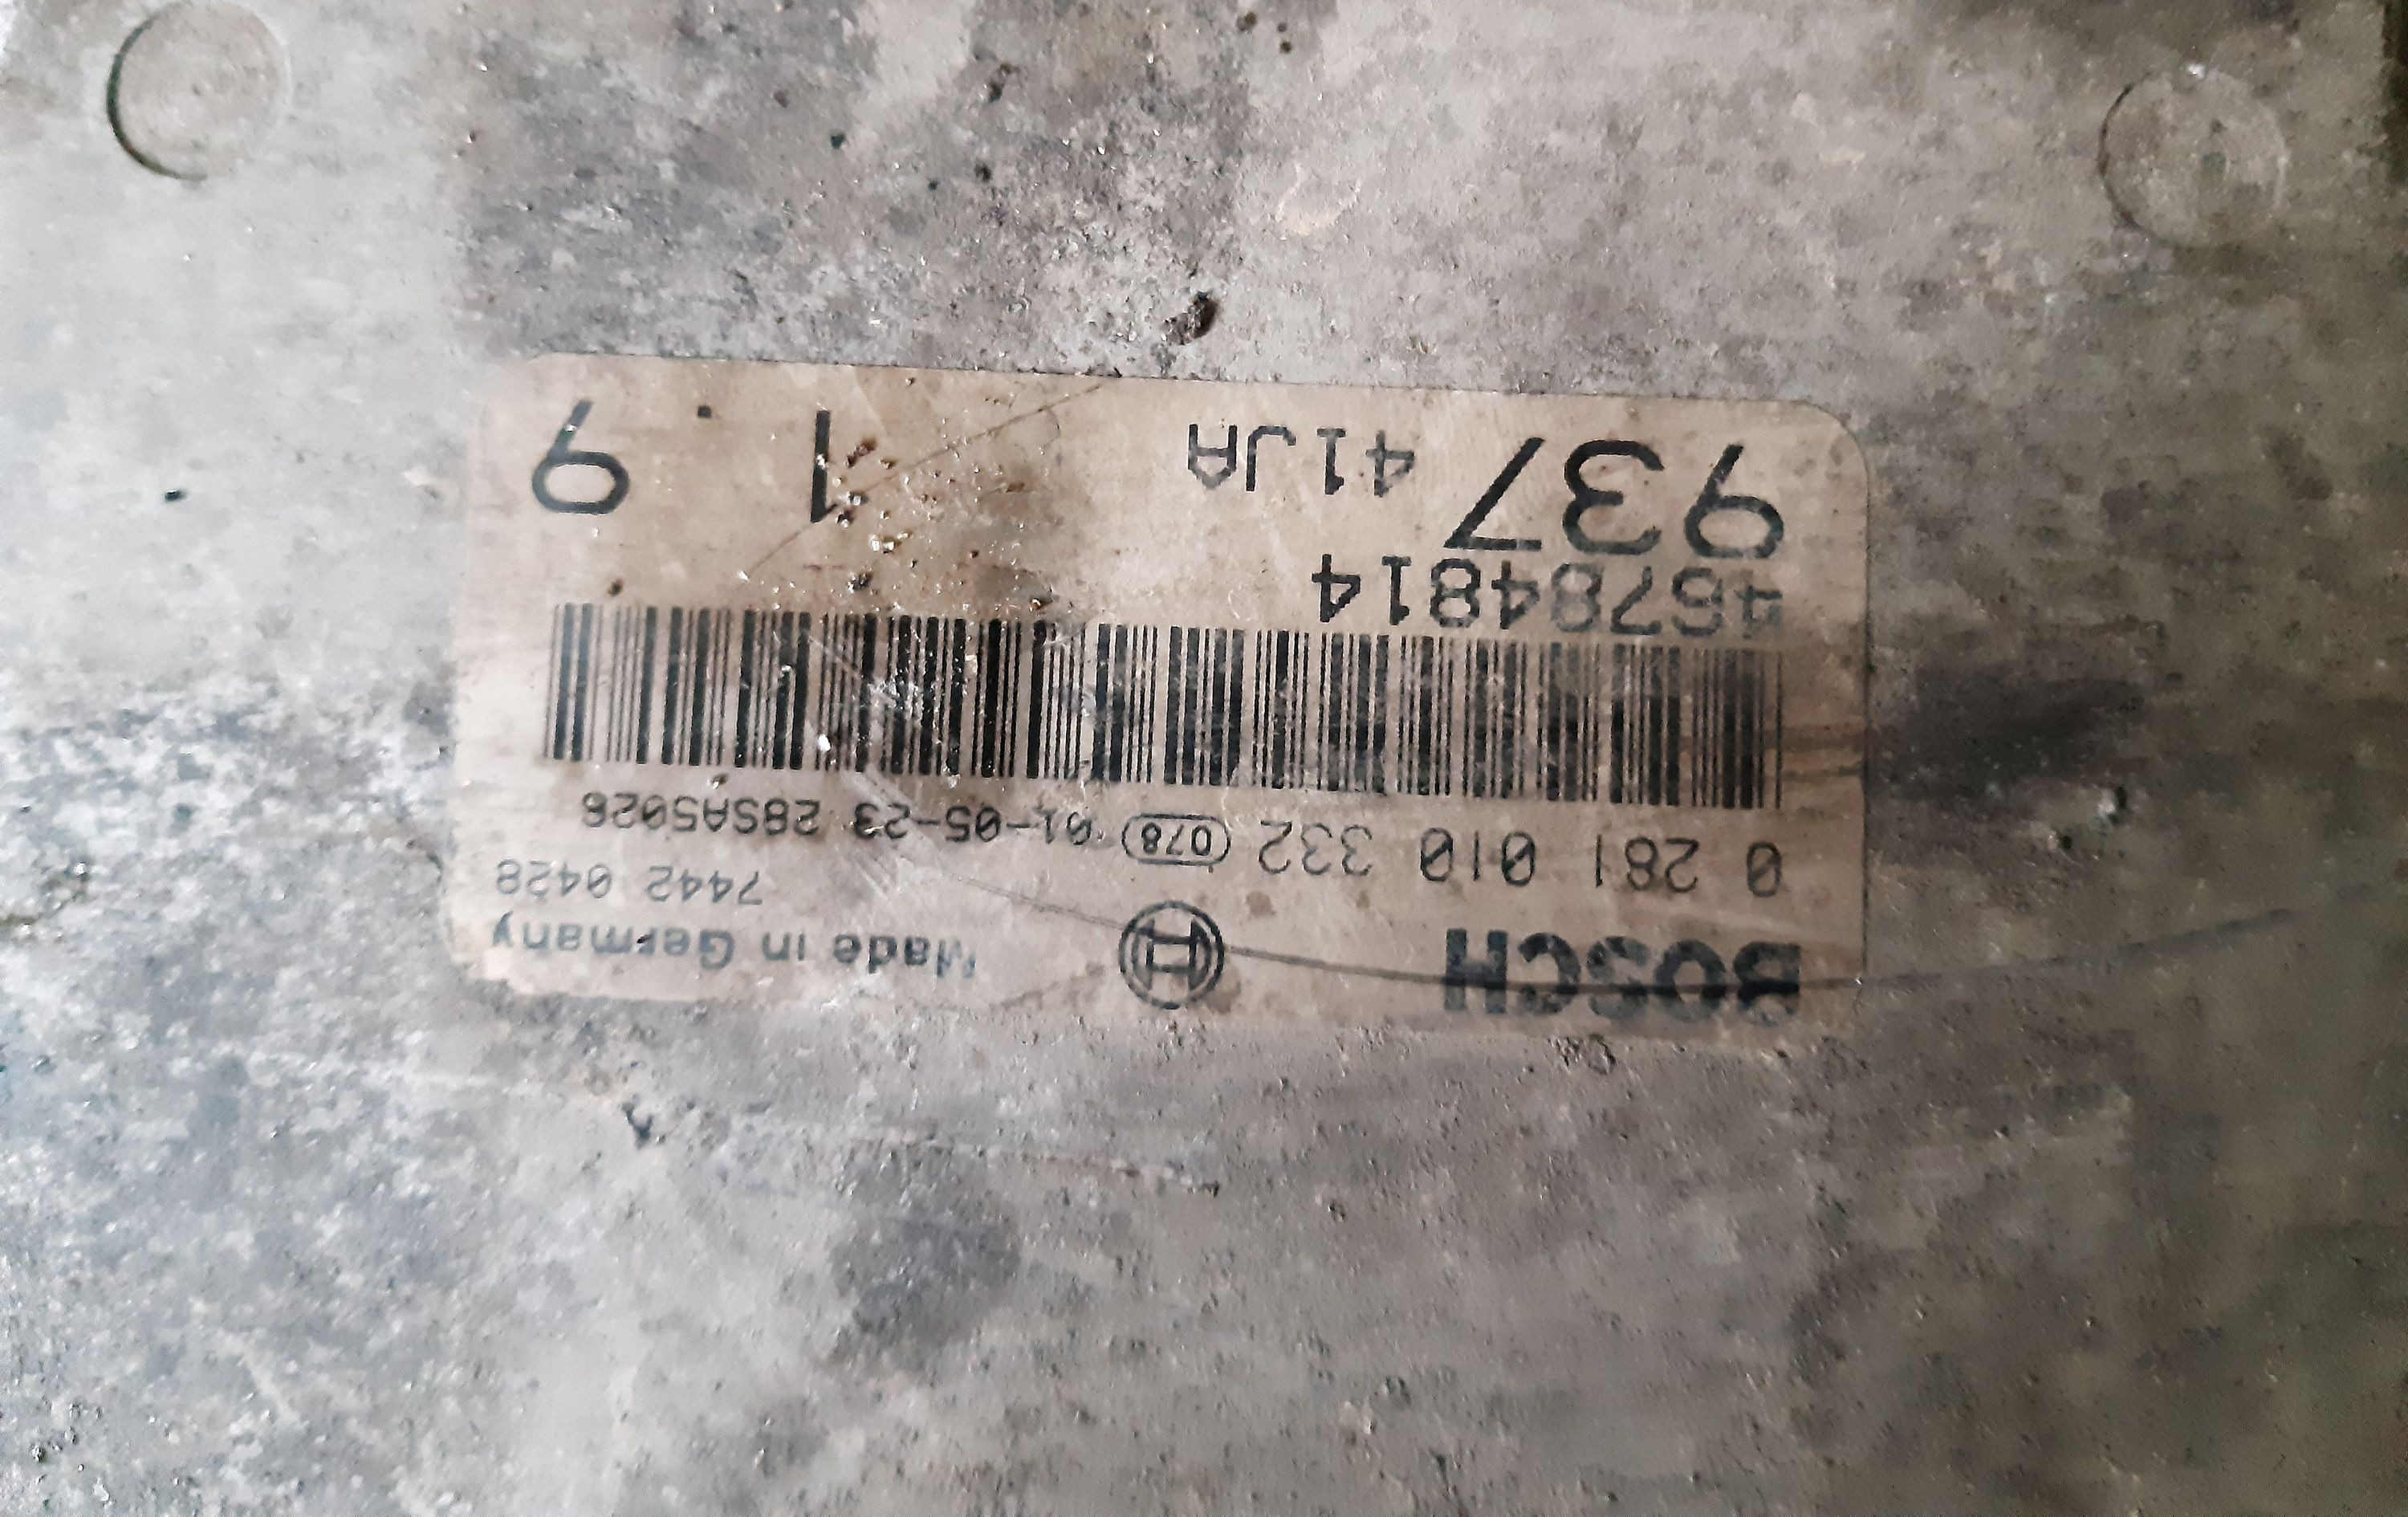 BOSCH Made in Germany
7442 0428
0 281 010 332 078 01-05-23 28SA5026
46784814
937 41JA 1.9